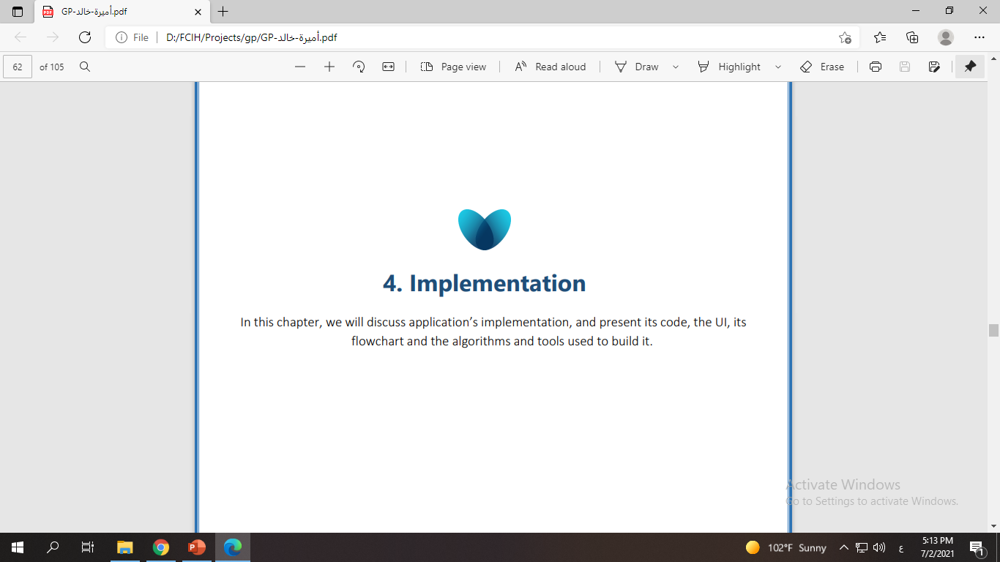 GP-أميرة-خالد.pdf
File
D:/FCIH/Projects/gp/GP-أميرة-خالد.pdf
62 of 105
Page view
Read aloud
Draw
Highlight
Erase
4. Implementation
In this chapter, we will discuss application’s implementation, and present its code, the UI, its
flowchart and the algorithms and tools used to build it.
Activate Windows
Go to Settings to activate Windows.
102°F Sunny
ع
5:13 PM
7/2/2021
1